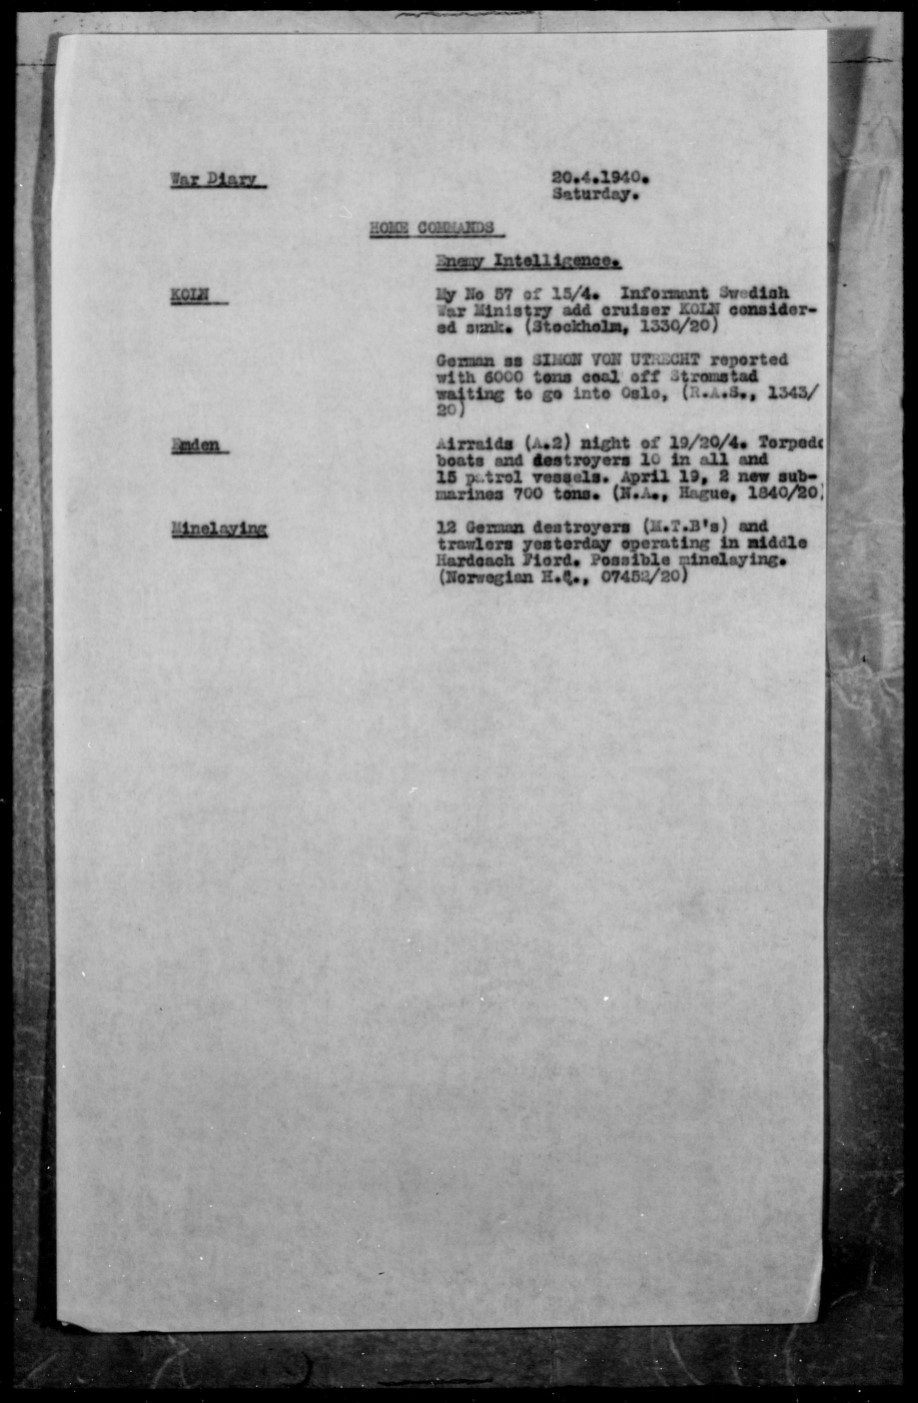 War Diary
20.4.1940.
Saturday.
HOME COMMANDS
Enemy Intelligence.
KOLN
My No 57 of 15/4. Informant Swedish
War Ministry add cruiser KOLN consider-
ed sunk. (Stockholm, 1330/20)
German ss SIMON VON UTRECHT reported
with 6000 tons coal off Stromstad
waiting to go into Oslo, (R.A.S., 1343/
20)
Emden
Airraids (A.2) night of 19/20/4. Torpedo
boats and destroyers 10 in all and
15 patrol vessels. April 19, 2 new sub-
marines 700 tons. (N.A., Hague, 1840/20)
Minelaying
12 German destroyers (M.T.B's) and
trawlers yesterday operating in middle
Hardoach Fiord. Possible minelaying.
(Norwegian H.Q., 07452/20)